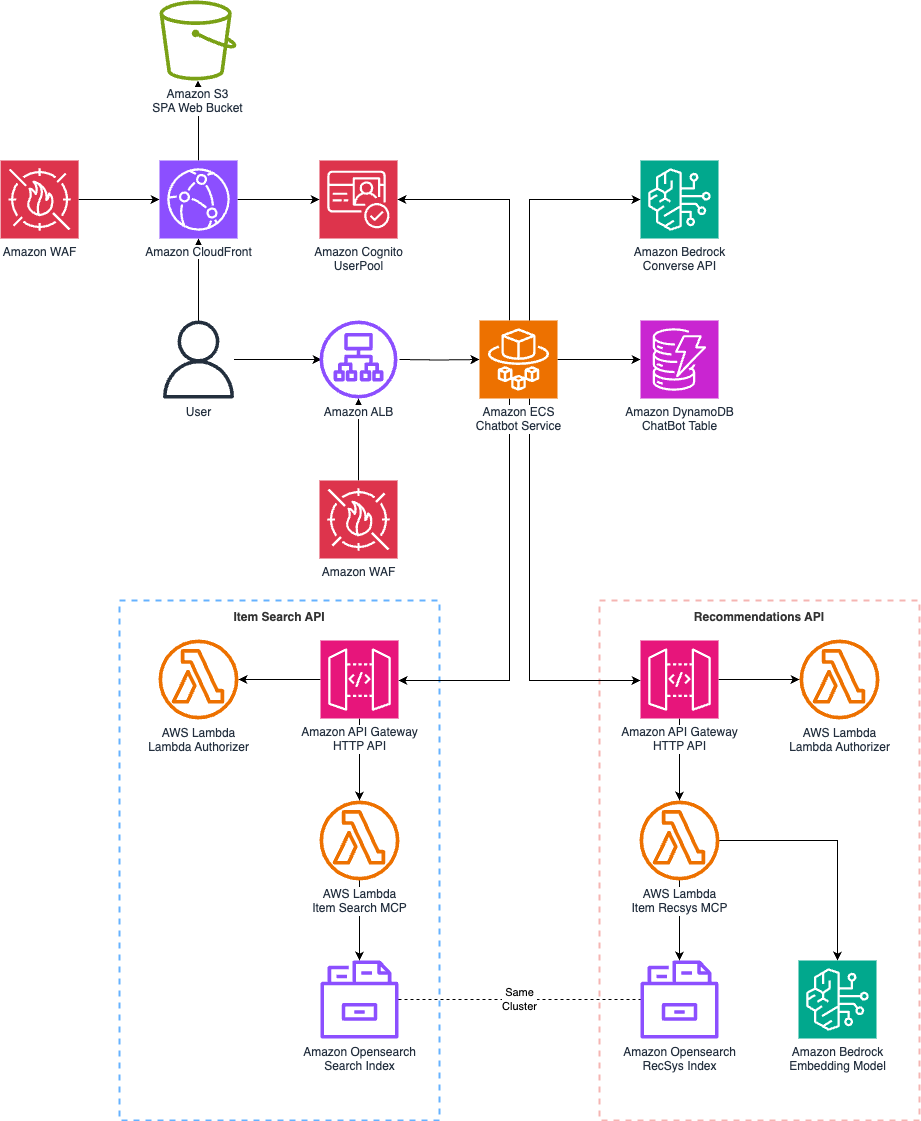 Amazon S3
SPA Web Bucket
Amazon WAF
Amazon CloudFront
Amazon Cognito
UserPool
Amazon Bedrock
Converse API
User
Amazon ALB
Amazon ECS
Chatbot Service
Amazon DynamoDB
ChatBot Table
Amazon WAF
Item Search API
AWS Lambda
Lambda Authorizer
Amazon API Gateway
HTTP API
AWS Lambda
Item Search MCP
Amazon Opensearch
Search Index
Same
Cluster
Recommendations API
Amazon API Gateway
HTTP API
AWS Lambda
Lambda Authorizer
AWS Lambda
Item Recsys MCP
Amazon Opensearch
RecSys Index
Amazon Bedrock
Embedding Model